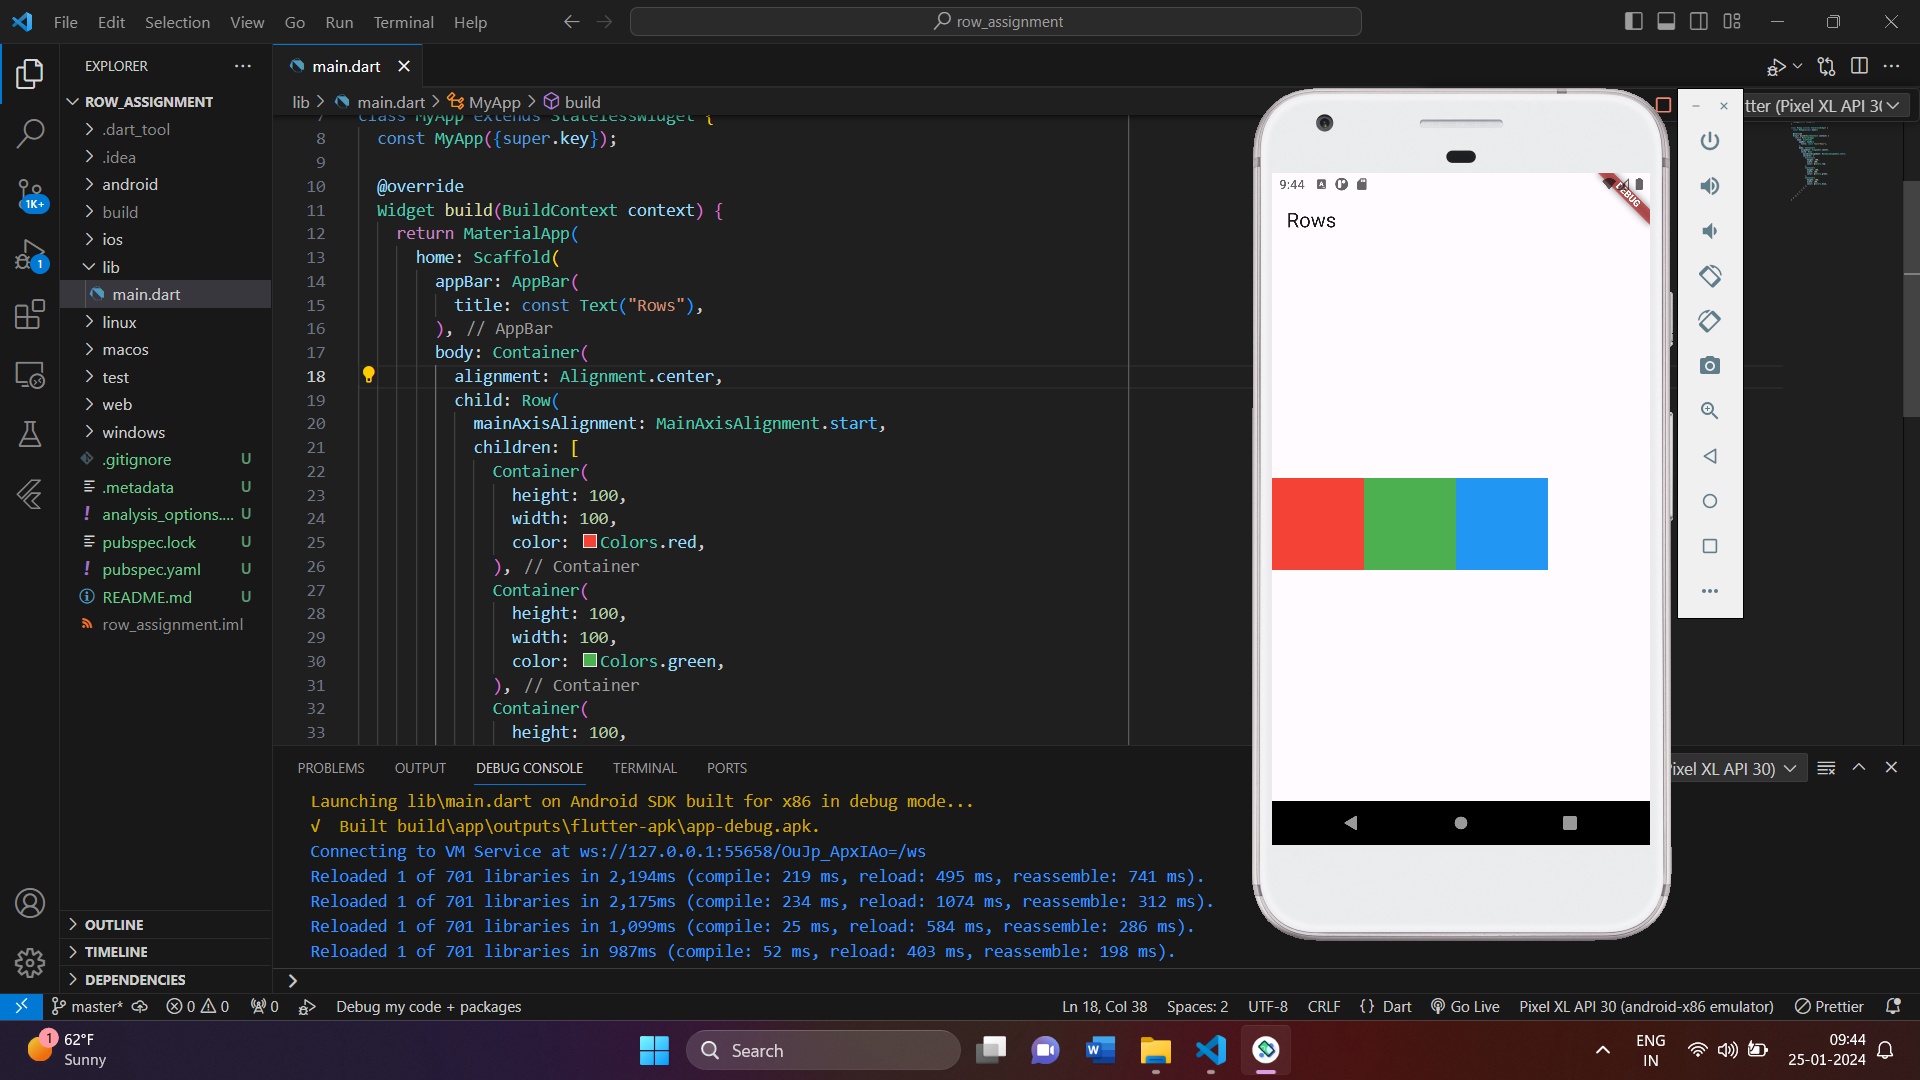 File Edit Selection View Go Run Terminal Help
row_assignment
EXPLORER
ROW_ASSIGNMENT
.dart_tool
.idea
android
build
ios
lib
main.dart
linux
macos
test
web
windows
.gitignore U
.metadata U
analysis_options.... U
pubspec.lock U
pubspec.yaml U
README.md U
row_assignment.iml
OUTLINE
TIMELINE
DEPENDENCIES
1K+
1
main.dart
lib > main.dart > MyApp > build
class MyApp extends StatelessWidget {
8 const MyApp({super.key});
9
10 @override
11 Widget build(BuildContext context) {
12 return MaterialApp(
13 home: Scaffold(
14 appBar: AppBar(
15 title: const Text("Rows"),
16 ), // AppBar
17 body: Container(
18 alignment: Alignment.center,
19 child: Row(
20 mainAxisAlignment: MainAxisAlignment.start,
21 children: [
22 Container(
23 height: 100,
24 width: 100,
25 color: Colors.red,
26 ), // Container
27 Container(
28 height: 100,
29 width: 100,
30 color: Colors.green,
31 ), // Container
32 Container(
33 height: 100,
tter (Pixel XL API 30
9:44
DEBUG
Rows
PROBLEMS OUTPUT DEBUG CONSOLE TERMINAL PORTS
ixel XL API 30)
Launching lib\main.dart on Android SDK built for x86 in debug mode...
√ Built build\app\outputs\flutter-apk\app-debug.apk.
Connecting to VM Service at ws://127.0.0.1:55658/OuJp_ApxIAo=/ws
Reloaded 1 of 701 libraries in 2,194ms (compile: 219 ms, reload: 495 ms, reassemble: 741 ms).
Reloaded 1 of 701 libraries in 2,175ms (compile: 234 ms, reload: 1074 ms, reassemble: 312 ms).
Reloaded 1 of 701 libraries in 1,099ms (compile: 25 ms, reload: 584 ms, reassemble: 286 ms).
Reloaded 1 of 701 libraries in 987ms (compile: 52 ms, reload: 403 ms, reassemble: 198 ms).
master* 0 0 0 Debug my code + packages Ln 18, Col 38 Spaces: 2 UTF-8 CRLF {} Dart Go Live Pixel XL API 30 (android-x86 emulator) Prettier
1
62°F
Sunny
Search
ENG
IN
09:44
25-01-2024